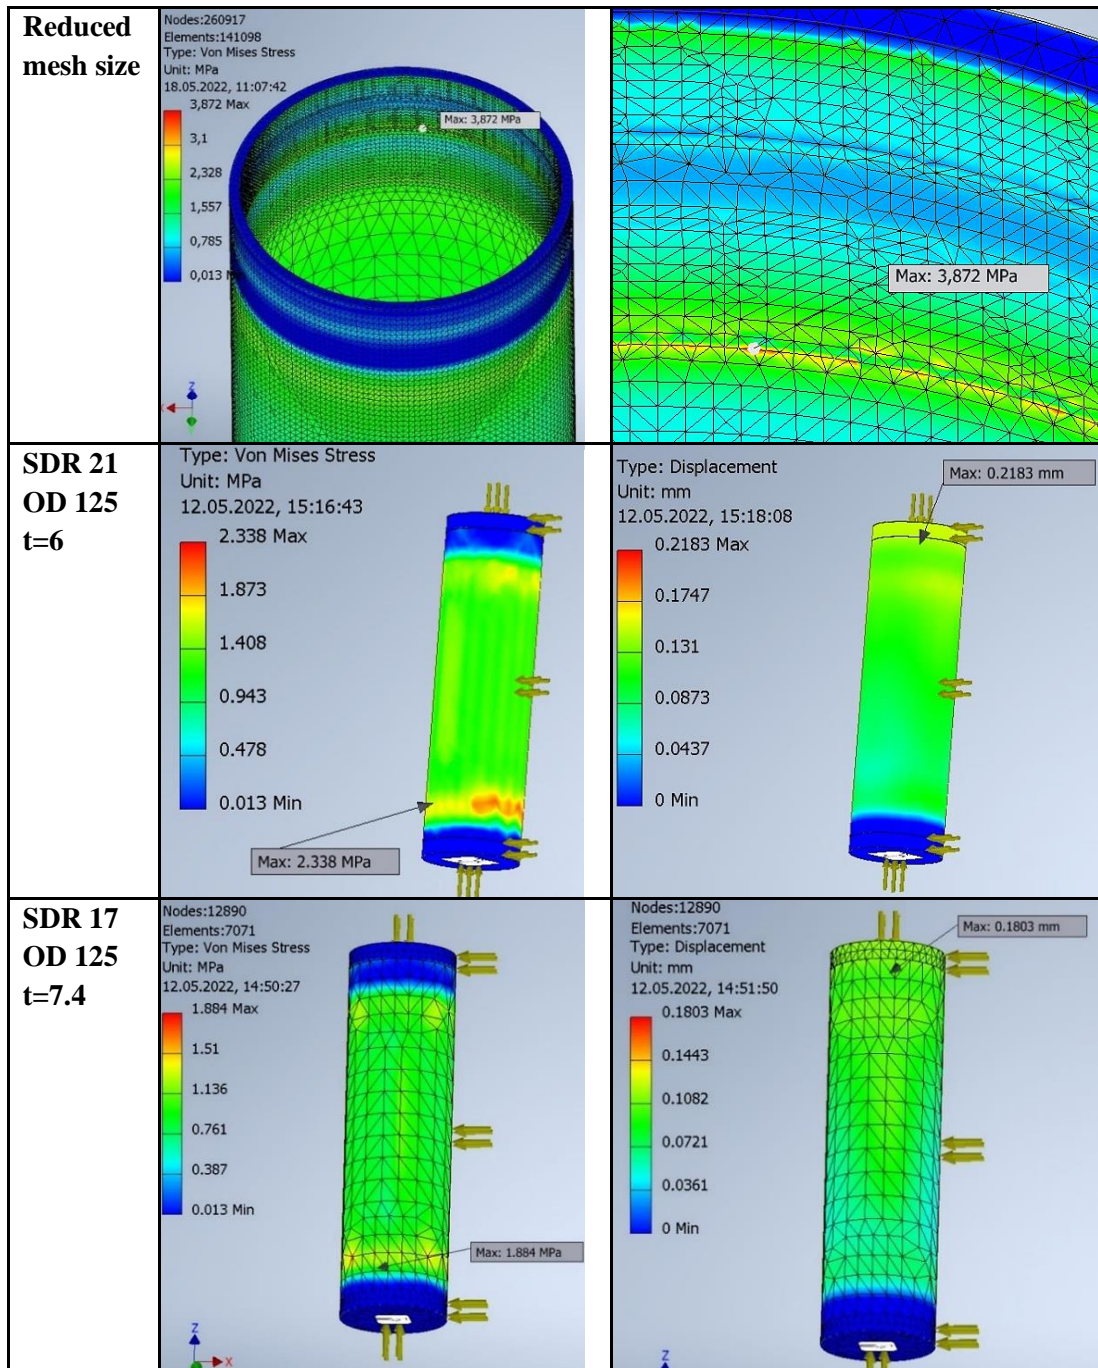 Reduced
mesh size
Nodes:260917
Elements:141098
Type: Von Mises Stress
Unit: MPa
18.05.2022, 11:07:42
3,872 Max
3,1
2,328
1,557
0,785
0,013 M
Max: 3,872 MPa
Z
Max: 3,872 MPa
SDR 21
OD 125
t=6
Type: Von Mises Stress
Unit: MPa
12.05.2022, 15:16:43
2.338 Max
1.873
1.408
0.943
0.478
0.013 Min
Max: 2.338 MPa
Type: Displacement
Unit: mm
12.05.2022, 15:18:08
0.2183 Max
0.1747
0.131
0.0873
0.0437
0 Min
Max: 0.2183 mm
SDR 17
OD 125
t=7.4
Nodes:12890
Elements:7071
Type: Von Mises Stress
Unit: MPa
12.05.2022, 14:50:27
1.884 Max
1.51
1.136
0.761
0.387
0.013 Min
Max: 1.884 MPa
Z
X
Nodes:12890
Elements:7071
Type: Displacement
Unit: mm
12.05.2022, 14:51:50
0.1803 Max
0.1443
0.1082
0.0721
0.0361
0 Min
Max: 0.1803 mm
Z